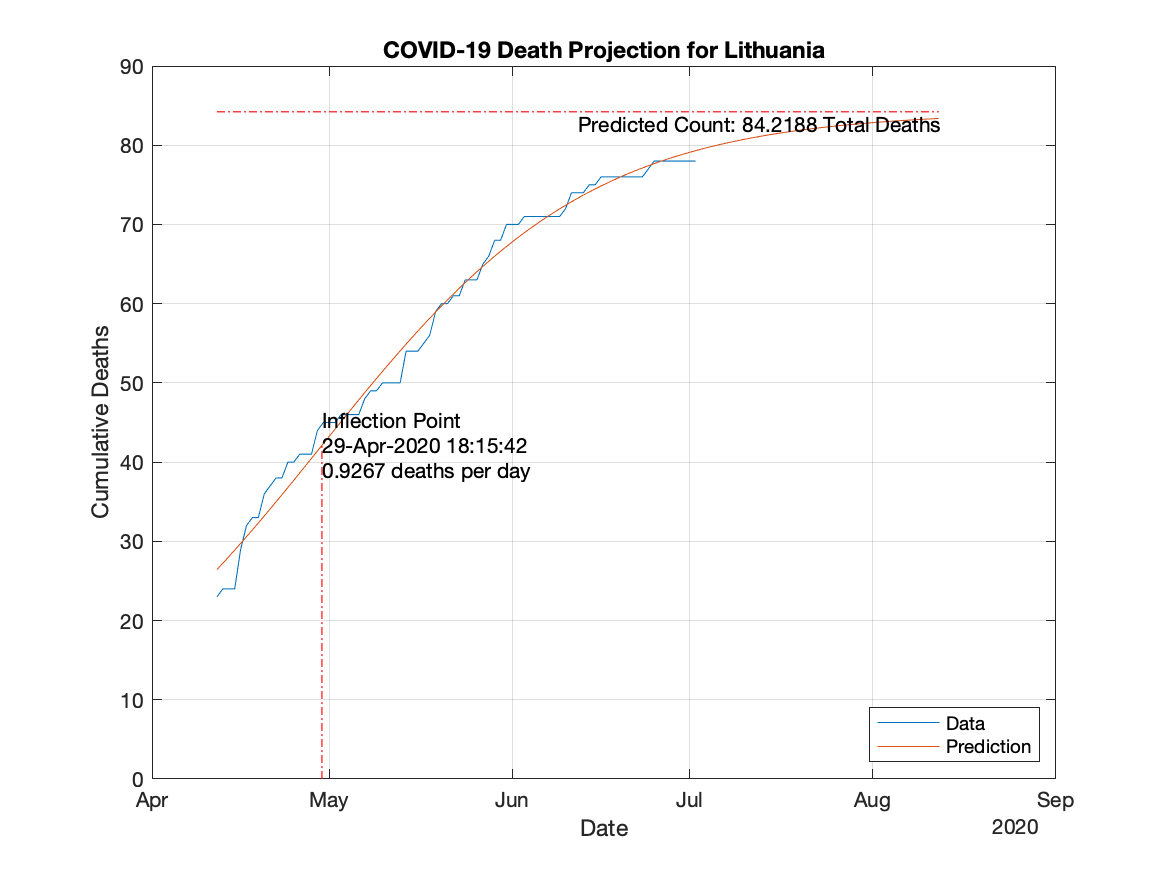 COVID-19 Death Projection for Lithuania
90
80
70
60
50
40
30
20
10
0
Cumulative Deaths
Predicted Count: 84.2188 Total Deaths
Inflection Point
29-Apr-2020 18:15:42
0.9267 deaths per day
Data
Prediction
Apr May Jun Jul Aug Sep
Date
2020